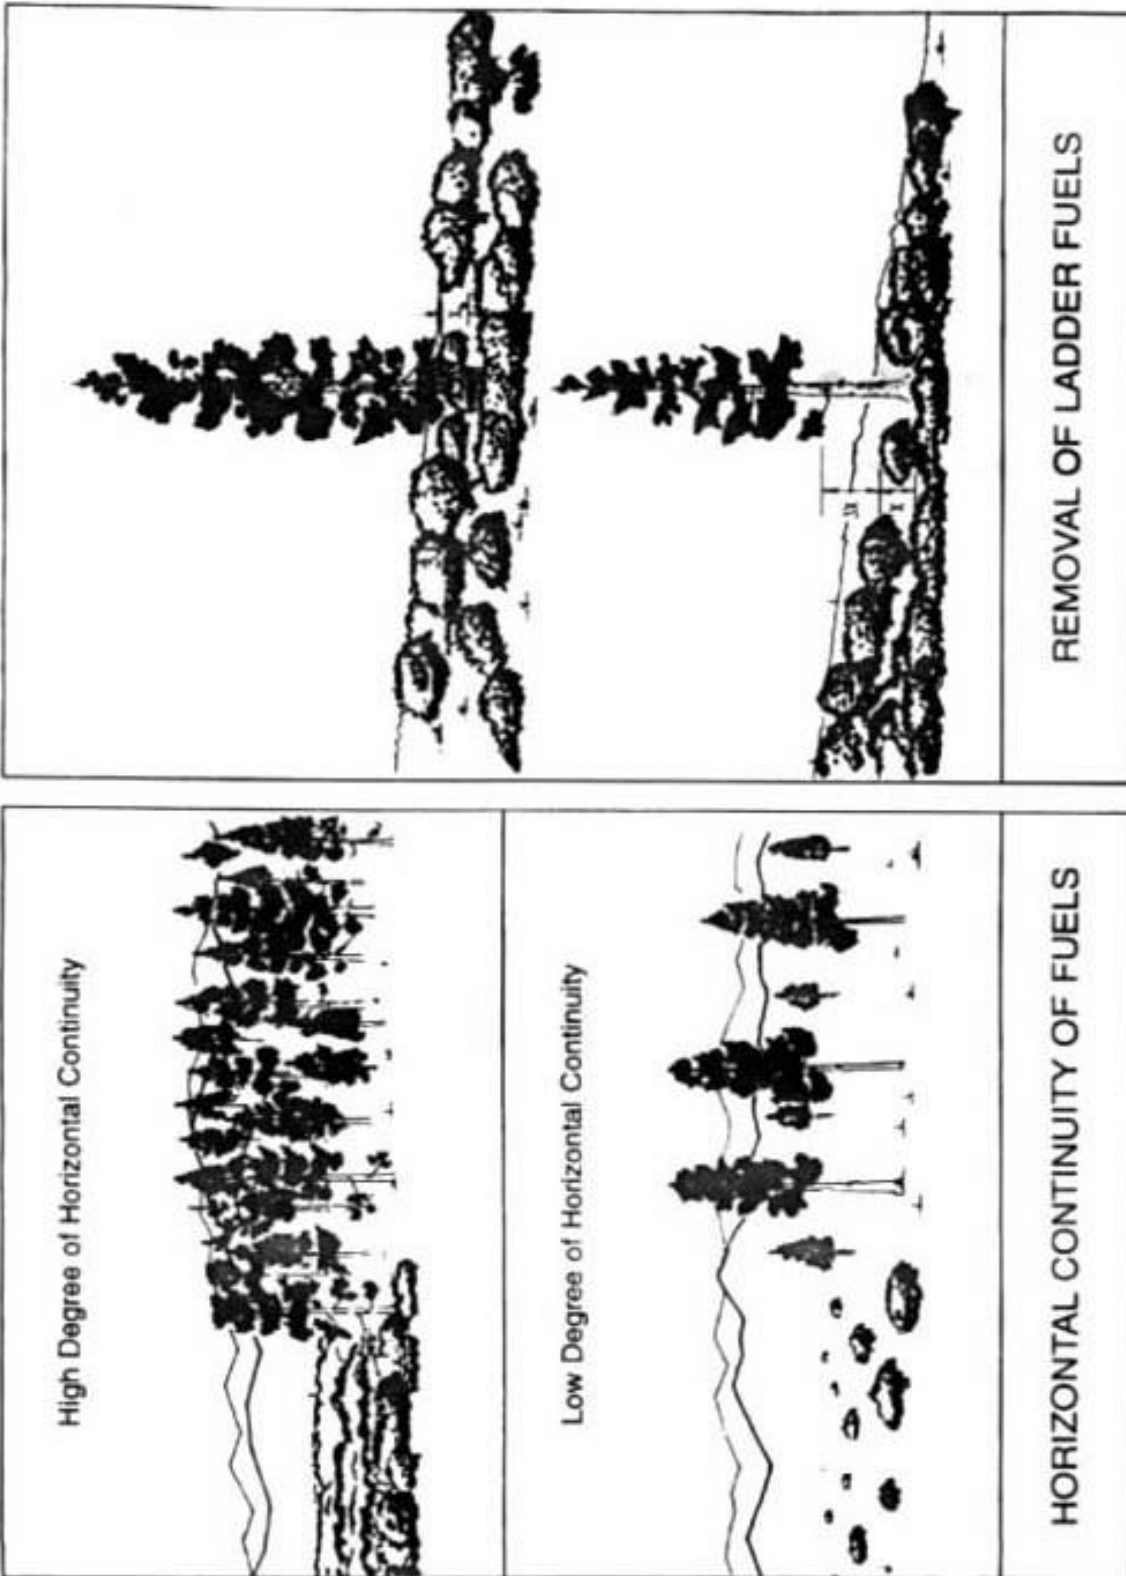 High Degree of Horizontal Continuity
Low Degree of Horizontal Continuity
HORIZONTAL CONTINUITY OF FUELS
REMOVAL OF LADDER FUELS